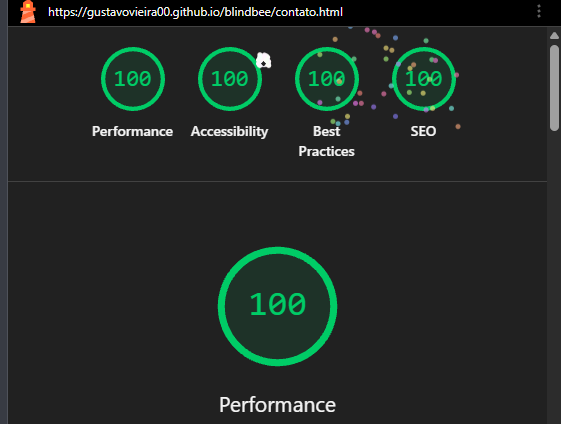 https://gustavovieira00.github.io/blindbee/contato.html
100 100 100 100
Performance Accessibility Best Practices SEO
100
Performance